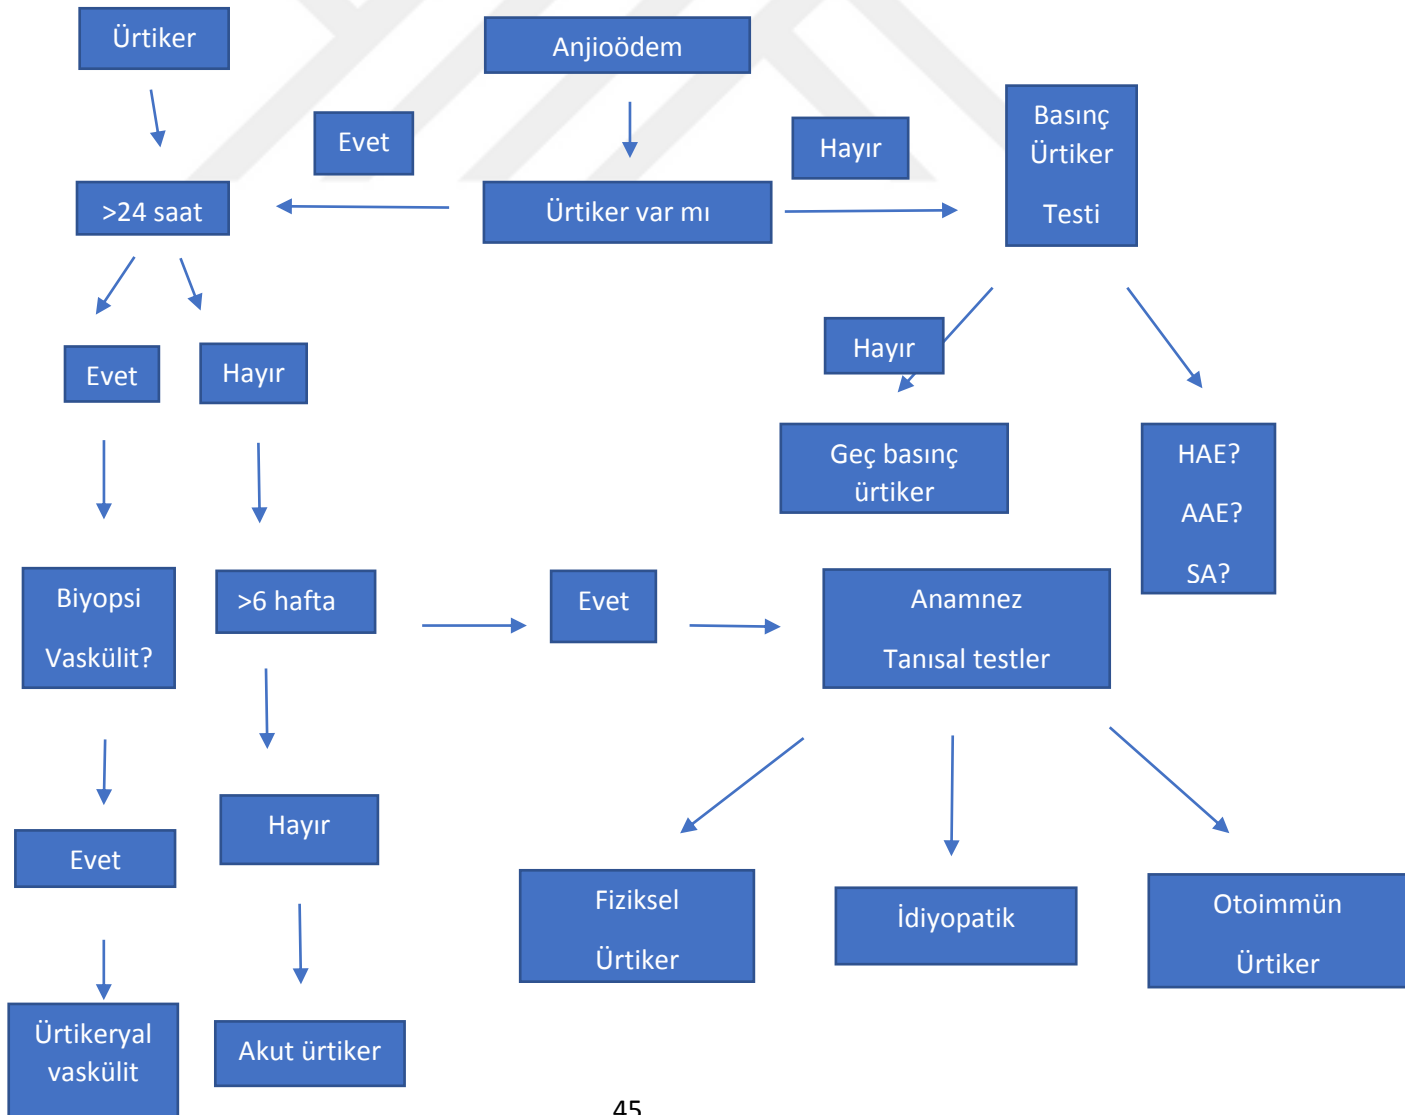 Ürtiker
Anjioödem
Evet
Hayır
Basınç
Ürtiker
Testi
>24 saat
Ürtiker var mı
Evet
Hayır
Hayır
Geç basınç
ürtiker
HAE?
AAE?
SA?
Biyopsi
Vaskülit?
>6 hafta
Evet
Anamnez
Tanısal testler
Evet
Hayır
Fiziksel
Ürtiker
İdiyopatik
Otoimmün
Ürtiker
Ürtikeryal
vaskülit
Akut ürtiker
45